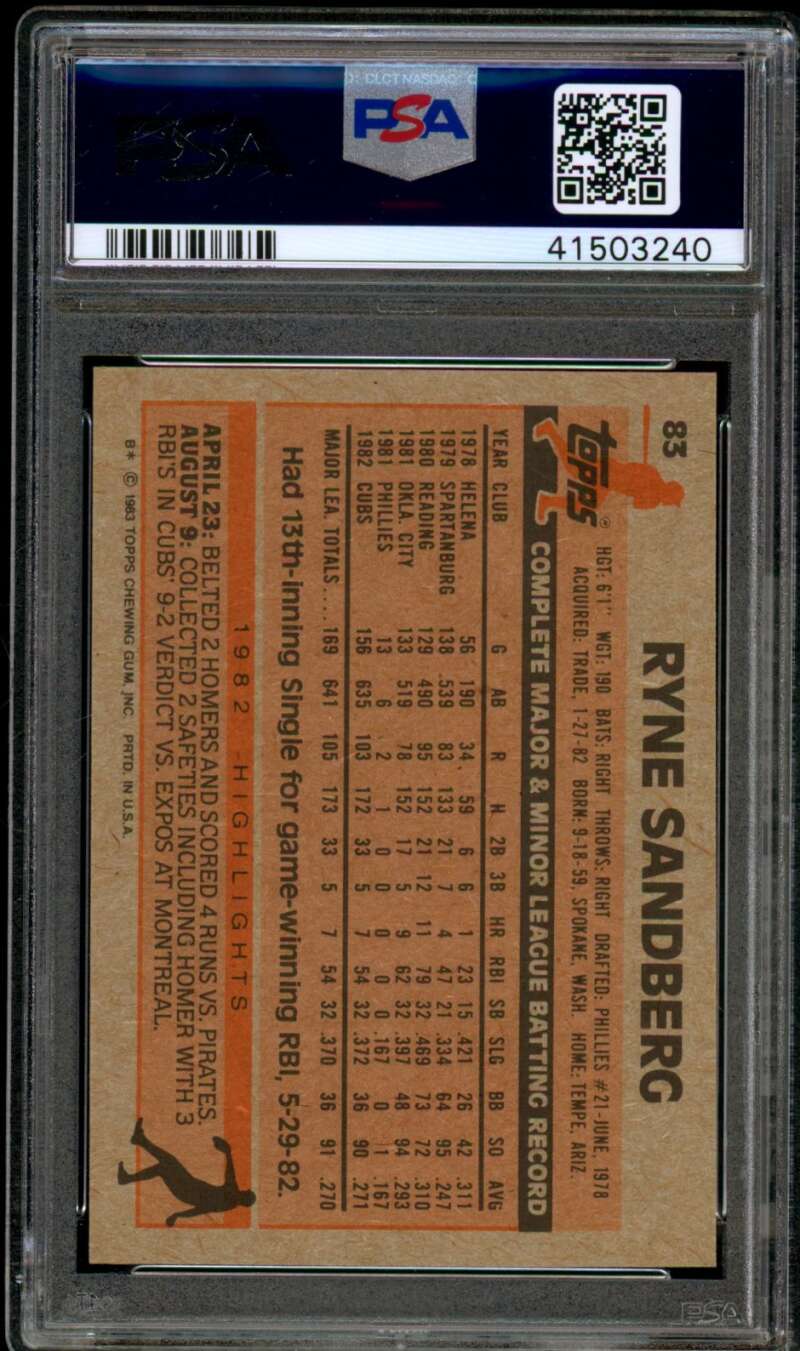 D: CLCT NASDAQ: C
PSA
PSA
41503240
83
RYNE SANDBERG
topps®
HGT: 6'1" WGT: 190 BATS: RIGHT THROWS: RIGHT DRAFTED: PHILLIES #21-JUNE, 1978
ACQUIRED: TRADE, 1-27-82 BORN: 9-18-59, SPOKANE, WASH. HOME: TEMPE, ARIZ.
COMPLETE MAJOR & MINOR LEAGUE BATTING RECORD
YEAR CLUB G AB R H 2B 3B HR RBI SB SLG BB SO AVG
1978 HELENA 56 190 34 59 6 6 1 23 15 .421 26 42 .311
1979 SPARTANBURG 138 539 83 133 21 7 4 47 21 .334 64 95 .247
1980 READING 129 490 95 152 21 12 11 79 32 .469 73 72 .310
1981 OKLA. CITY 133 519 78 152 17 5 9 62 32 .397 48 94 .293
1981 PHILLIES 13 6 2 1 0 0 0 0 0 .167 0 1 .167
1982 CUBS 156 635 103 172 33 5 7 54 32 .372 36 90 .271
MAJOR LEA. TOTALS.... 169 641 105 173 33 5 7 54 32 .370 36 91 .270
Had 13th-inning Single for game-winning RBI, 5-29-82.
1982 HIGHLIGHTS
APRIL 23: BELTED 2 HOMERS AND SCORED 4 RUNS VS. PIRATES.
AUGUST 9: COLLECTED 2 SAFETIES INCLUDING HOMER WITH 3
RBI'S IN CUBS' 9-2 VERDICT VS. EXPOS AT MONTREAL.
B* © 1983 TOPPS CHEWING GUM, INC. PRTD. IN U.S.A.
PSA